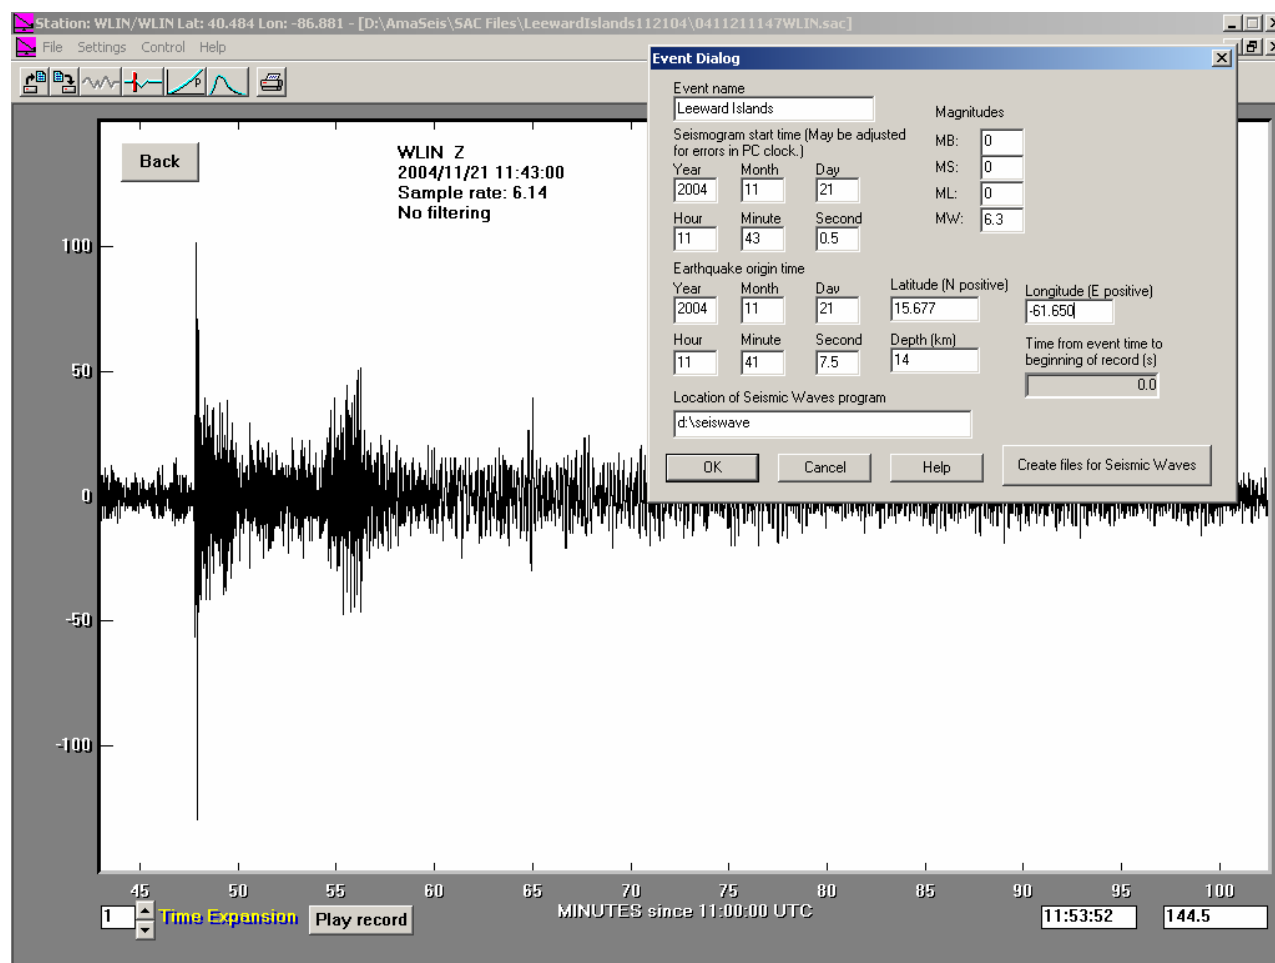 Station: WLIN/WLIN Lat: 40.484 Lon: -86.881 - [D:\AmaSeis\SAC Files\LeewardIslands112104\0411211147WLIN.sac]
File Settings Control Help
Back
WLIN Z
2004/11/21 11:43:00
Sample rate: 6.14
No filtering
100
50
0
-50
-100
45 50 55 60 65 70 75 80 85 90 95 100
MINUTES since 11:00:00 UTC
1 Time Expansion Play record
11:53:52 144.5
Event Dialog
Event name
Leeward Islands
Seismogram start time (May be adjusted
for errors in PC clock.)
Year Month Day
2004 11 21
Hour Minute Second
11 43 0.5
Magnitudes
MB: 0
MS: 0
ML: 0
MW: 6.3
Earthquake origin time
Year Month Day
2004 11 21
Hour Minute Second
11 41 7.5
Latitude (N positive)
15.677
Longitude (E positive)
-61.650
Depth (km)
14
Time from event time to
beginning of record (s)
0.0
Location of Seismic Waves program
d:\seiswave
OK Cancel Help Create files for Seismic Waves